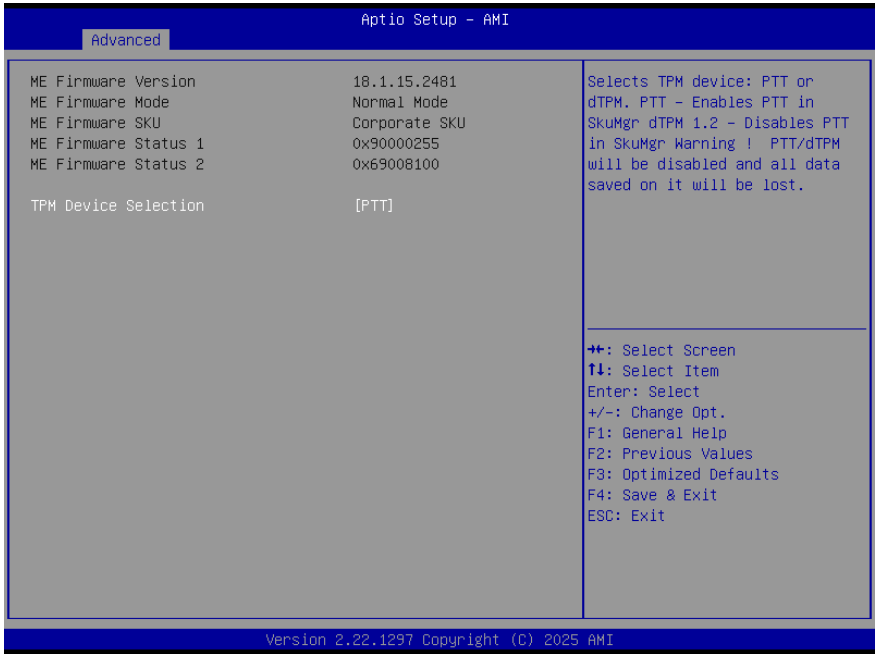 Aptio Setup – AMI
Advanced
ME Firmware Version 18.1.15.2481
ME Firmware Mode Normal Mode
ME Firmware SKU Corporate SKU
ME Firmware Status 1 0x90000255
ME Firmware Status 2 0x69008100
TPM Device Selection [PTT]
Selects TPM device: PTT or
dTPM. PTT – Enables PTT in
SkuMgr dTPM 1.2 – Disables PTT
in SkuMgr Warning ! PTT/dTPM
will be disabled and all data
saved on it will be lost.
→←: Select Screen
↑↓: Select Item
Enter: Select
+/-: Change Opt.
F1: General Help
F2: Previous Values
F3: Optimized Defaults
F4: Save & Exit
ESC: Exit
Version 2.22.1297 Copyright (C) 2025 AMI